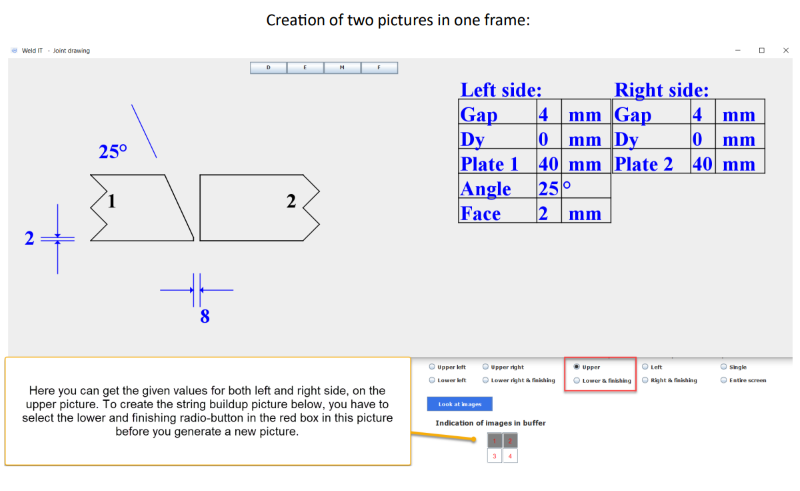 Creation of two pictures in one frame:
Weld IT - Joint drawing
D F M F
Left side: Right side:
Gap 4 mm Gap 4 mm
Dy 0 mm Dy 0 mm
Plate 1 40 mm Plate 2 40 mm
Angle 25 °
Face 2 mm
25°
1 2
2
8
Upper left Upper right Upper Left Single
Lower left Lower right & finishing Lower & finishing Right & finishing Entire screen
Look at images
Indication of images in buffer
1 2
3 4
Here you can get the given values for both left and right side, on the
upper picture. To create the string buildup picture below, you have to
select the lower and finishing radio-button in the red box in this picture
before you generate a new picture.